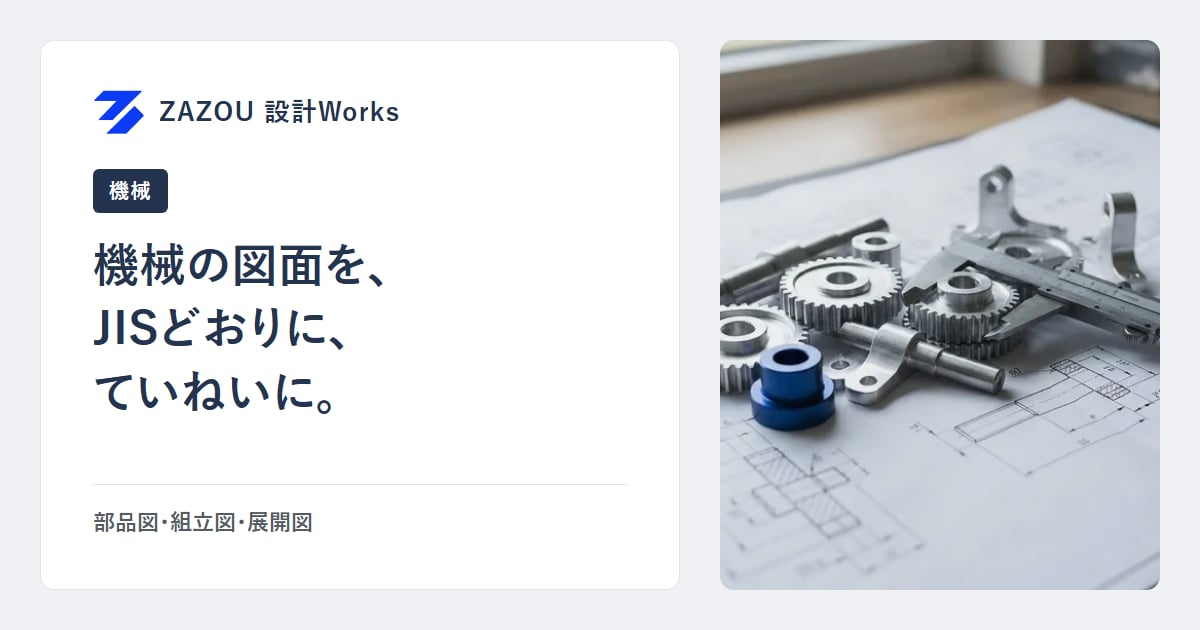 ZAZOU 設計Works
機械
機械の図面を、
JISどおりに、
ていねいに。
部品図・組立図・展開図